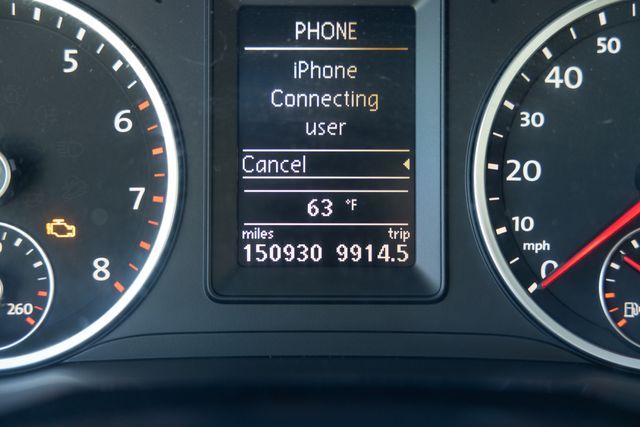 PHONE
iPhone
Connecting
user
Cancel
63 °F
miles trip
150930 9914.5
5
6
7
8
260
50
40
30
20
10
mph
0